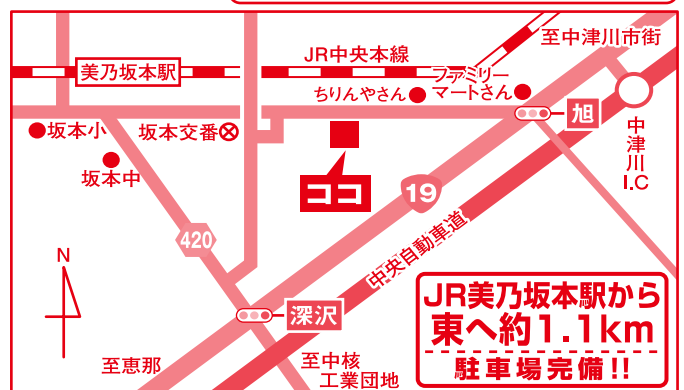 至中津川市街
JR中央本線
美乃坂本駅
ファミリー
マートさん
ちりんやさん
旭
坂本小
坂本交番
坂本中
中津川I.C
ココ
19
420
中央自動車道
N
深沢
JR美乃坂本駅から
東へ約1.1km
駐車場完備!!
至恵那
至中核
工業団地